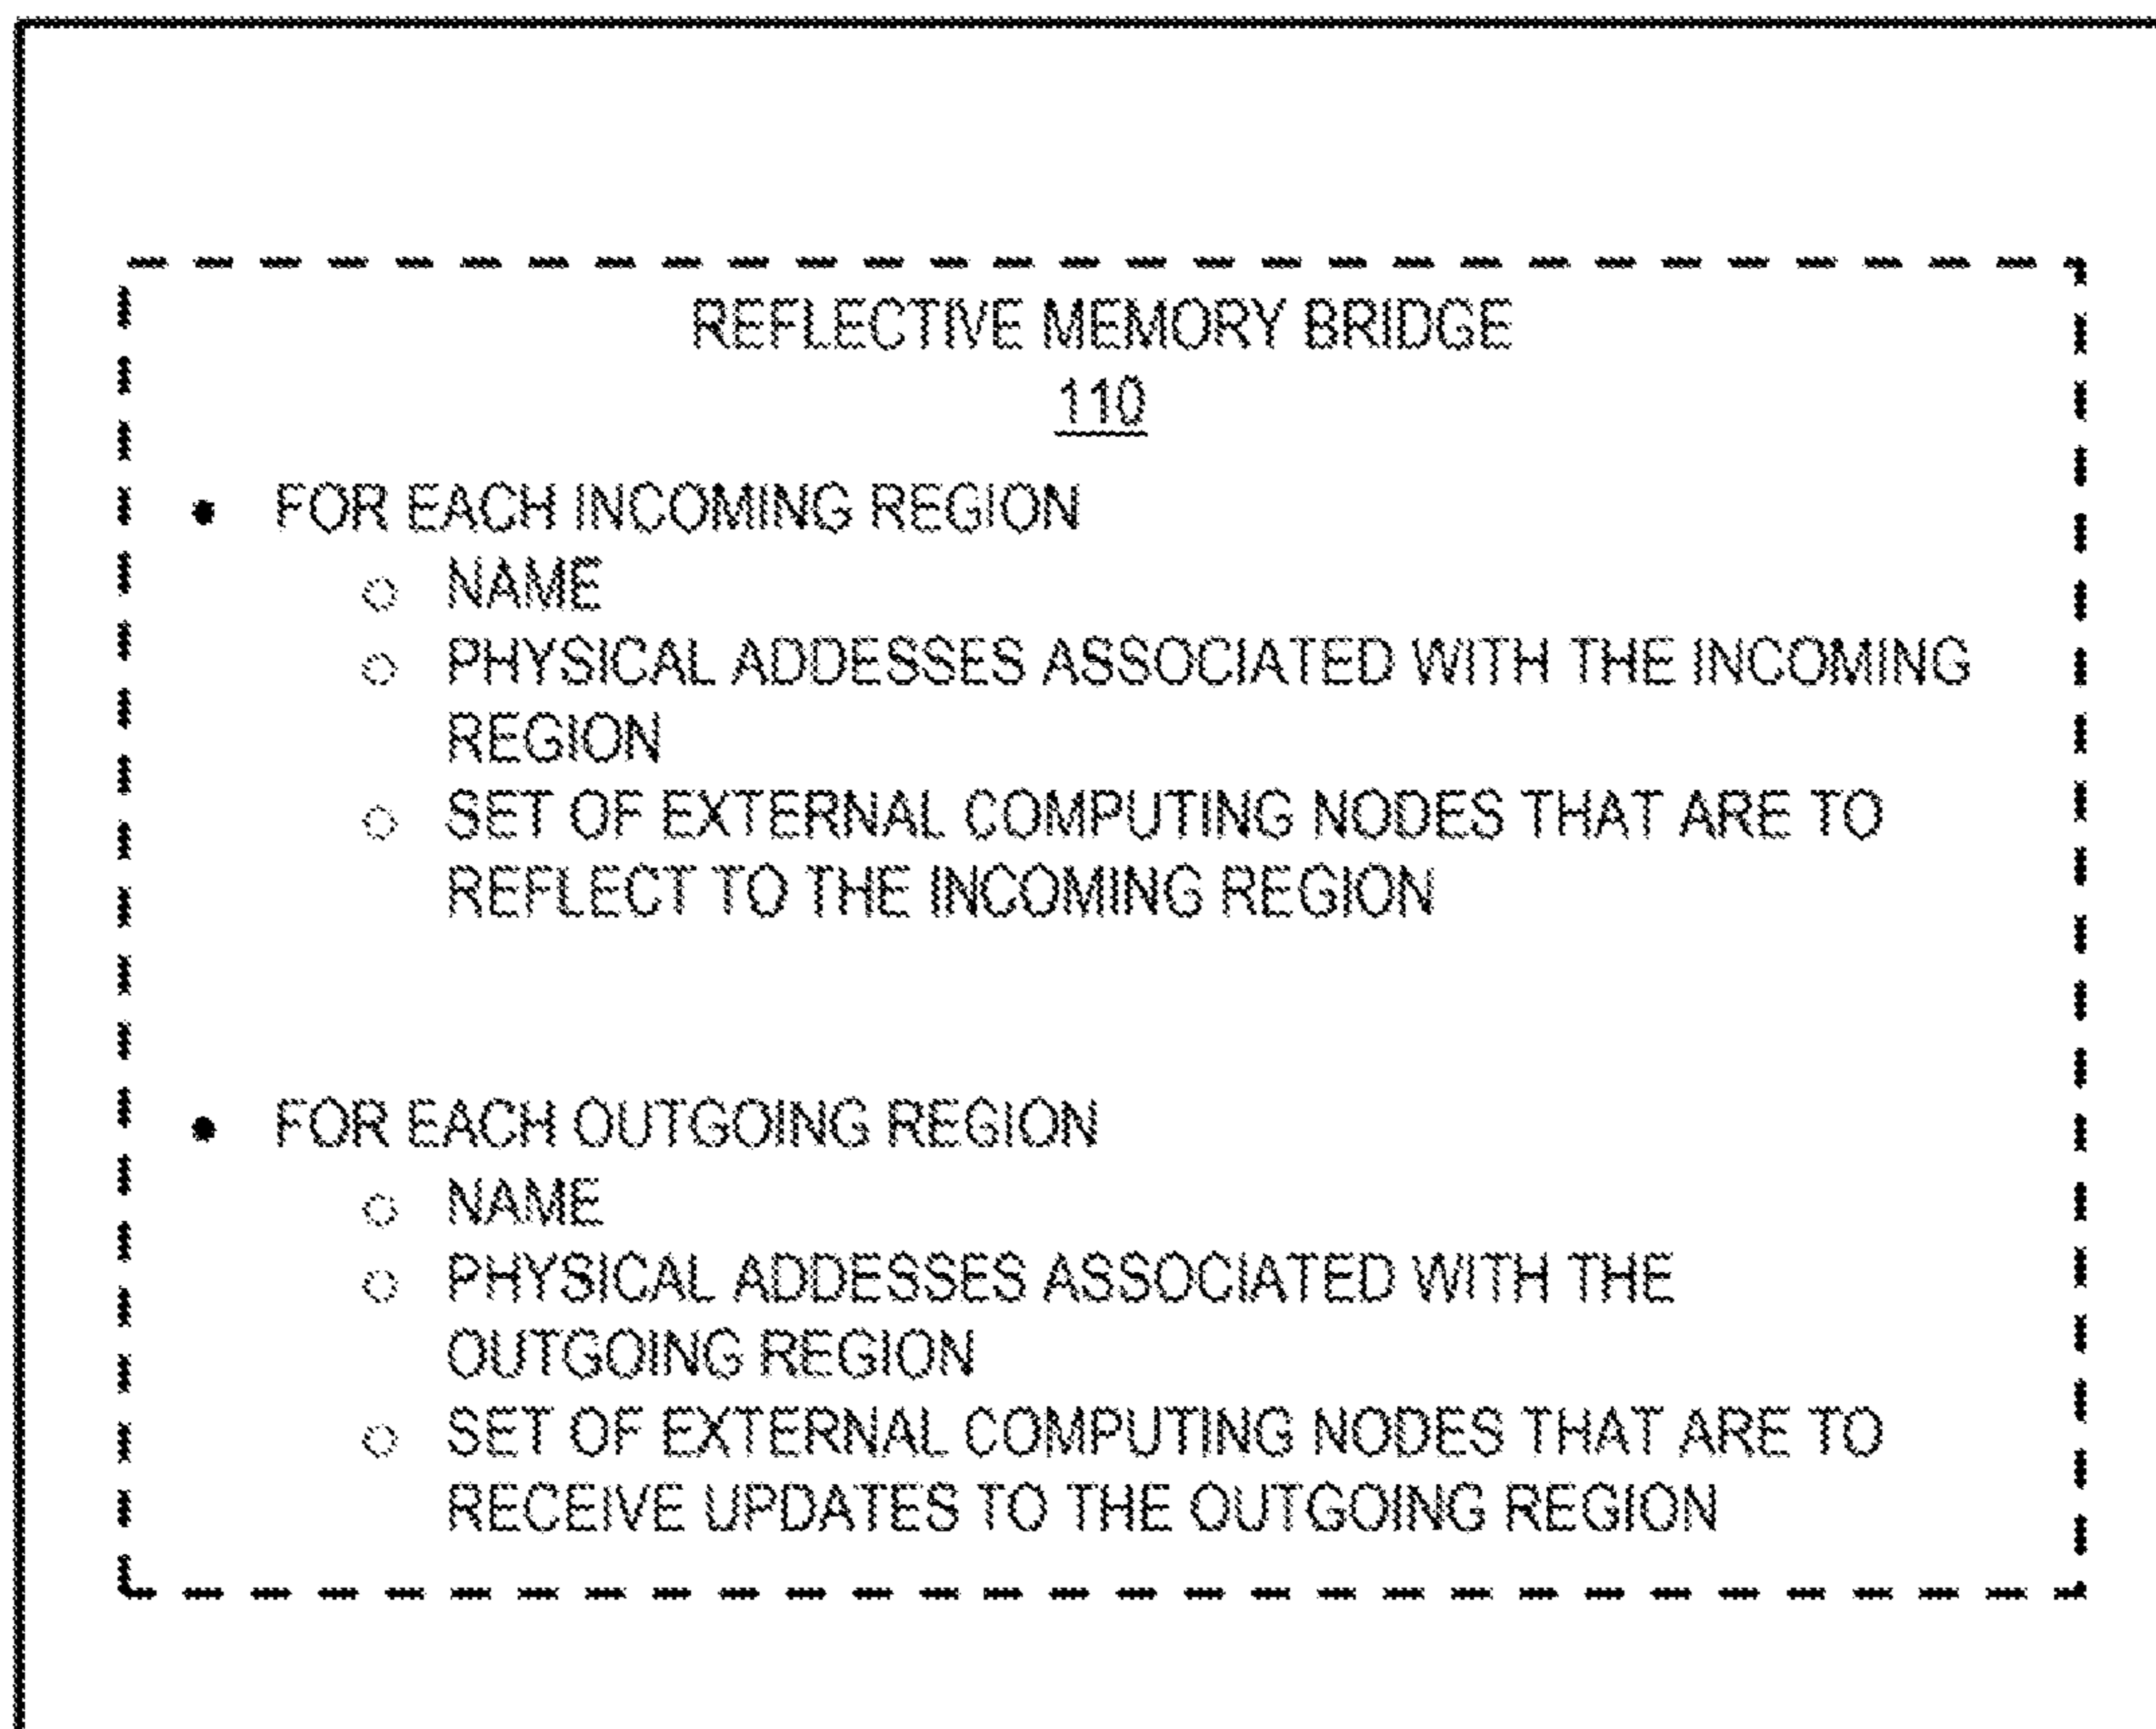 REFLECTIVE MEMORY BRIDGE
110
• FOR EACH INCOMING REGION
○ NAME
○ PHYSICAL ADDESSES ASSOCIATED WITH THE INCOMING
REGION
○ SET OF EXTERNAL COMPUTING NODES THAT ARE TO
REFLECT TO THE INCOMING REGION
• FOR EACH OUTGOING REGION
○ NAME
○ PHYSICAL ADDESSES ASSOCIATED WITH THE
OUTGOING REGION
○ SET OF EXTERNAL COMPUTING NODES THAT ARE TO
RECEIVE UPDATES TO THE OUTGOING REGION